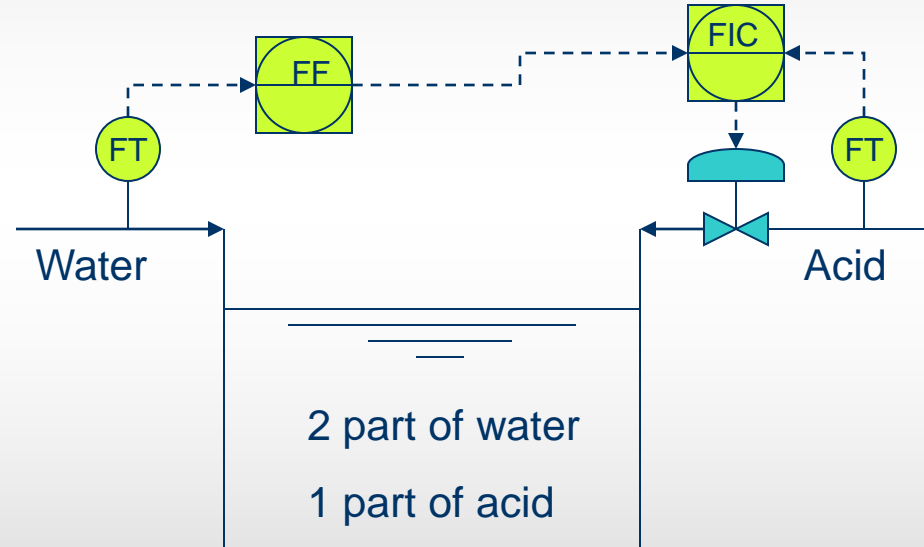 FIC
FF
FT
FT
Water
Acid
2 part of water
1 part of acid